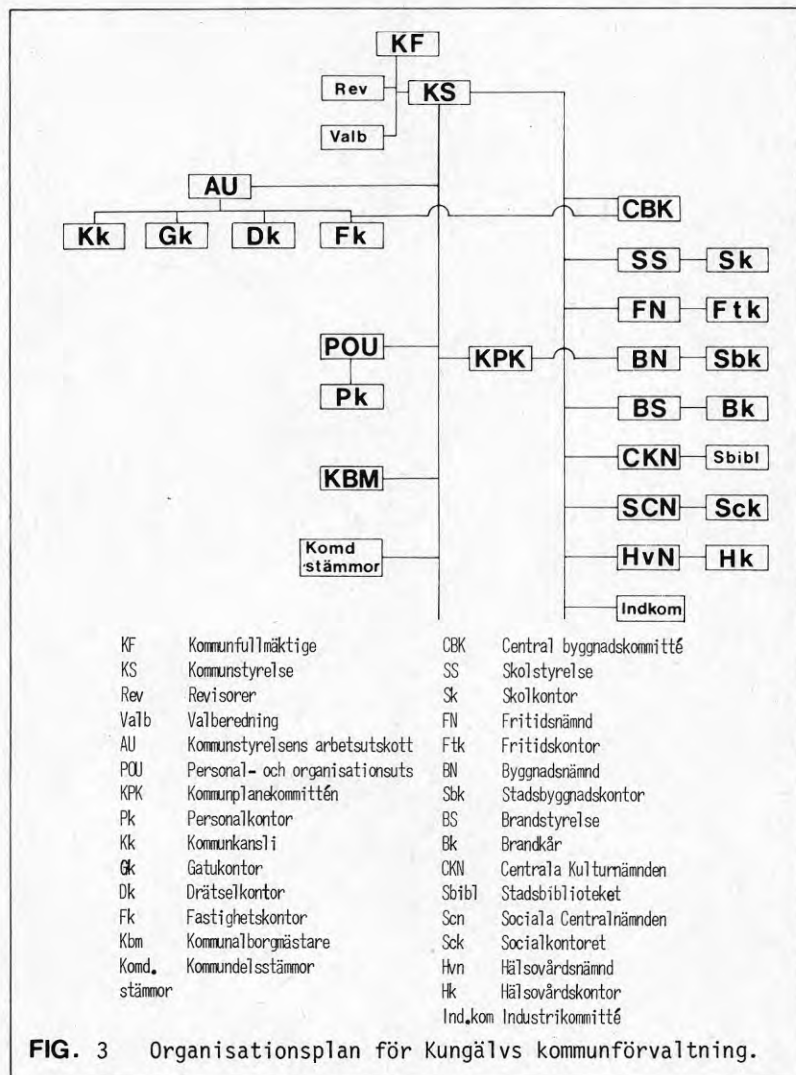 KF
Rev
KS
Valb
AU
CBK
Kk Gk Dk Fk
SS Sk
FN Ftk
POU KPK BN Sbk
Pk
BS Bk
CKN Sbibl
KBM
SCN Sck
Komd
stämmor
HvN Hk
Indkom
KF Kommunfullmäktige
KS Kommunstyrelse
Rev Revisorer
Valb Valberedning
AU Kommunstyrelsens arbetsutskott
POU Personal- och organisationsuts
KPK Kommunplanekommittén
Pk Personalkontor
Kk Kommunkansli
Gk Gatukontor
Dk Drätselkontor
Fk Fastighetskontor
Kbm Kommunalborgmästare
Komd. Kommundelsstämmor
stämmor
CBK Central byggnadskommitté
SS Skolstyrelse
Sk Skolkontor
FN Fritidsnämnd
Ftk Fritidskontor
BN Byggnadsnämnd
Sbk Stadsbyggnadskontor
BS Brandstyrelse
Bk Brandkår
CKN Centrala Kulturnämnden
Sbibl Stadsbiblioteket
Scn Sociala Centralnämnden
Sck Socialkontoret
Hvn Hälsovårdsnämnd
Hk Hälsovårdskontor
Ind.kom Industrikommitté
FIG. 3 Organisationsplan för Kungälvs kommunförvaltning.